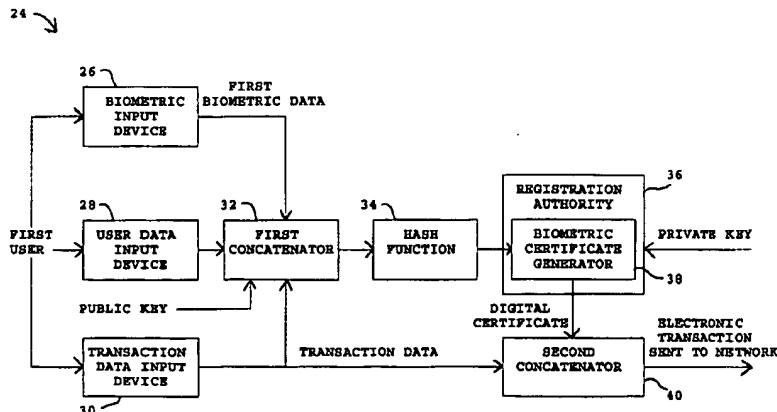 24
26
BIOMETRIC
INPUT
DEVICE
FIRST
BIOMETRIC DATA
28
USER DATA
INPUT
DEVICE
FIRST
USER
32
FIRST
CONCATENATOR
34
HASH
FUNCTION
36
REGISTRATION
AUTHORITY
BIOMETRIC
CERTIFICATE
GENERATOR
38
PRIVATE KEY
PUBLIC KEY
DIGITAL
CERTIFICATE
ELECTRONIC
TRANSACTION
SENT TO NETWORK
TRANSACTION
DATA INPUT
DEVICE
30
TRANSACTION DATA
SECOND
CONCATENATOR
40